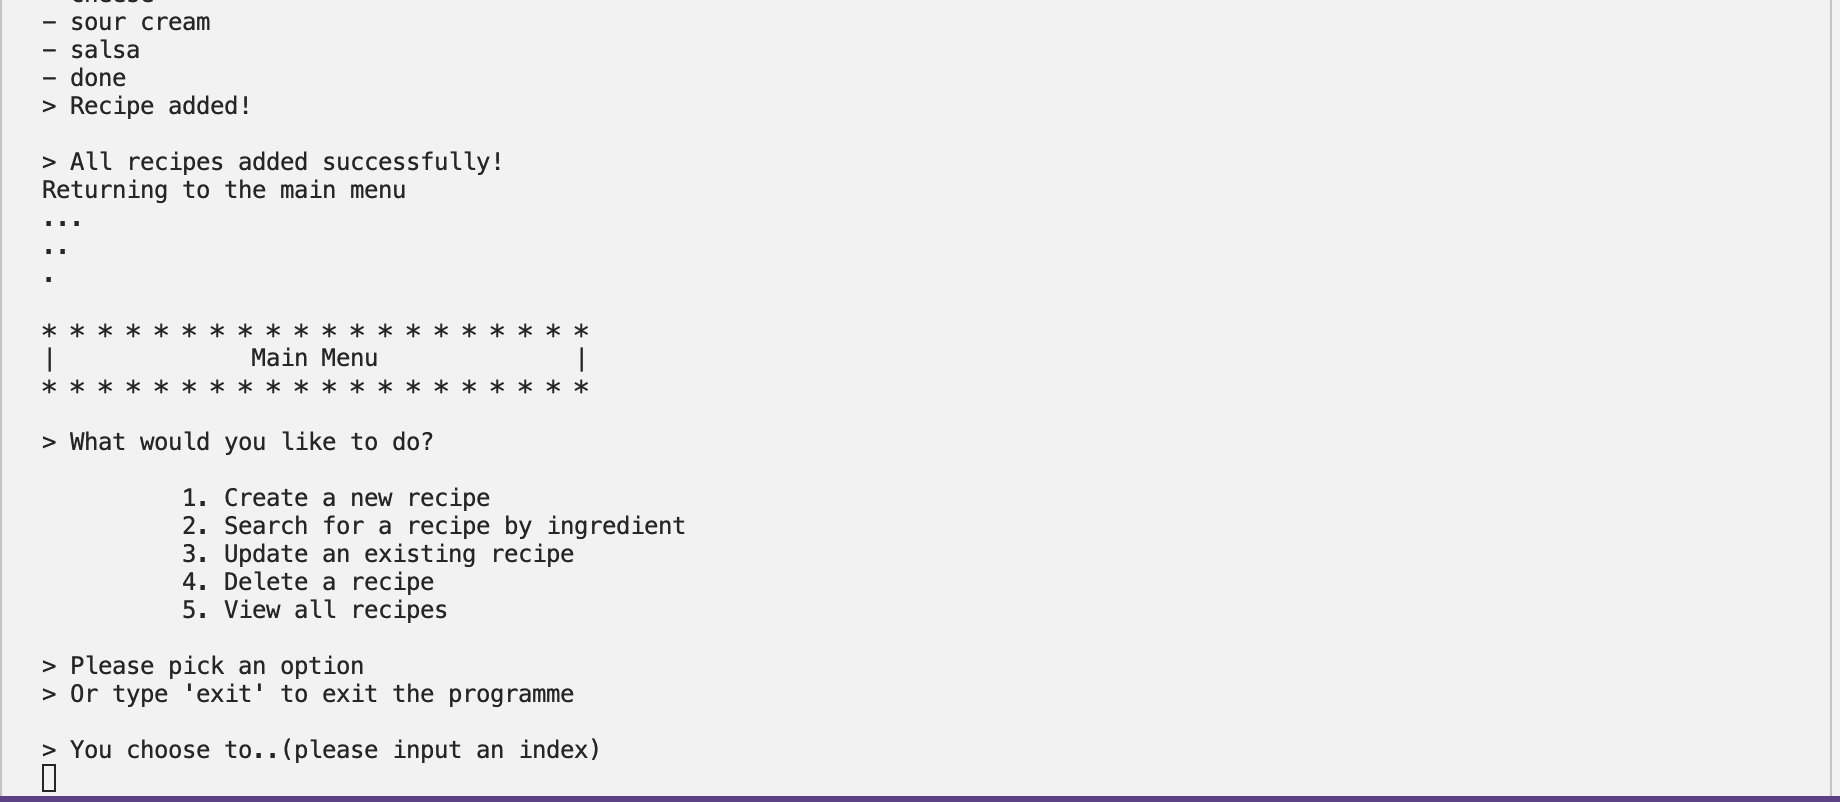 cheese
- sour cream
- salsa
- done
> Recipe added!
> All recipes added successfully!
Returning to the main menu
...
..
.
* * * * * * * * * * * * * * * * * * * *
|              Main Menu              |
* * * * * * * * * * * * * * * * * * * *
> What would you like to do?
1. Create a new recipe
2. Search for a recipe by ingredient
3. Update an existing recipe
4. Delete a recipe
5. View all recipes
> Please pick an option
> Or type 'exit' to exit the programme
> You choose to..(please input an index)